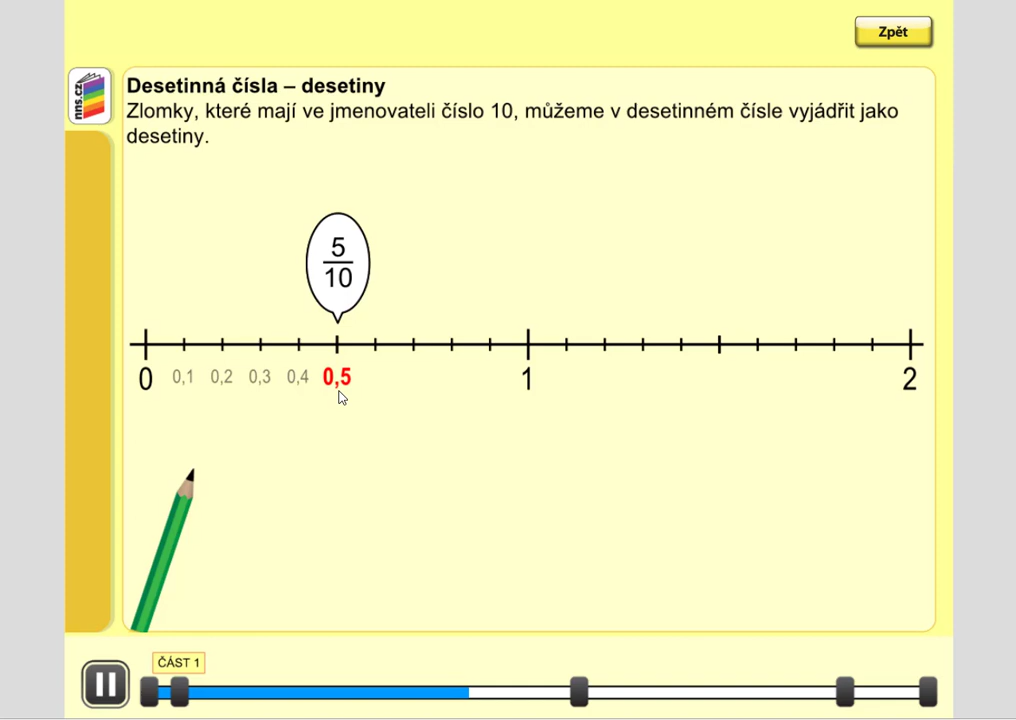 Zpět
nns.cz
Desetinná čísla – desetiny
Zlomky, které mají ve jmenovateli číslo 10, můžeme v desetinném čísle vyjádřit jako
desetiny.
5
10
0 0,1 0,2 0,3 0,4 0,5 1 2
ČÁST 1